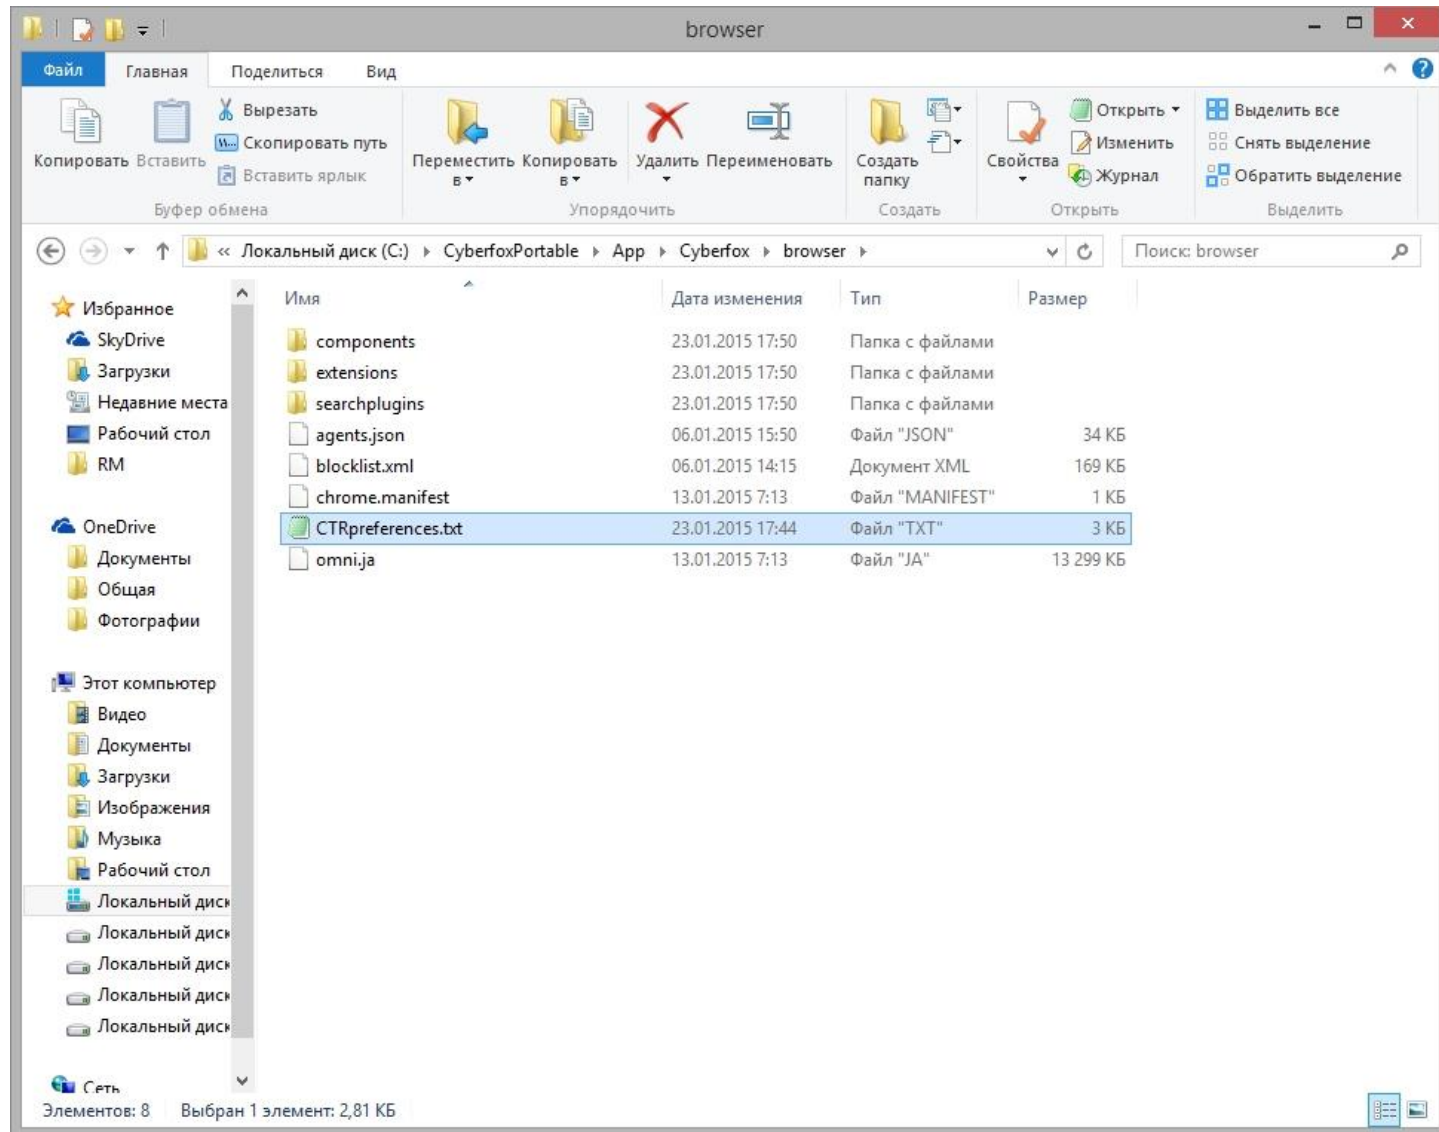 browser
Файл Главная Поделиться Вид
Копировать Вставить Вырезать Скопировать путь Вставить ярлык Переместить в Копировать в Удалить Переименовать Создать папку Свойства Открыть Изменить Журнал Выделить все Снять выделение Обратить выделение
Буфер обмена Упорядочить Создать Открыть Выделить
« Локальный диск (C:) CyberfoxPortable App Cyberfox browser Поиск: browser
Избранное
SkyDrive
Загрузки
Недавние места
Рабочий стол
RM
OneDrive
Документы
Общая
Фотографии
Этот компьютер
Видео
Документы
Загрузки
Изображения
Музыка
Рабочий стол
Локальный диск
Локальный диск
Локальный диск
Локальный диск
Локальный диск
Сеть
Имя Дата изменения Тип Размер
components 23.01.2015 17:50 Папка с файлами
extensions 23.01.2015 17:50 Папка с файлами
searchplugins 23.01.2015 17:50 Папка с файлами
agents.json 06.01.2015 15:50 Файл "JSON" 34 КБ
blocklist.xml 06.01.2015 14:15 Документ XML 169 КБ
chrome.manifest 13.01.2015 7:13 Файл "MANIFEST" 1 КБ
CTRpreferences.txt 23.01.2015 17:44 Файл "TXT" 3 КБ
omni.ja 13.01.2015 7:13 Файл "JA" 13 299 КБ
Элементов: 8 Выбран 1 элемент: 2,81 КБ